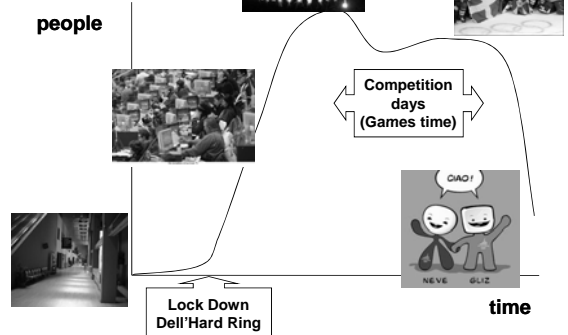 people
Competition
days
(Games time)
CIAO!
NEVE GLIZ
Lock Down
Dell'Hard Ring
time